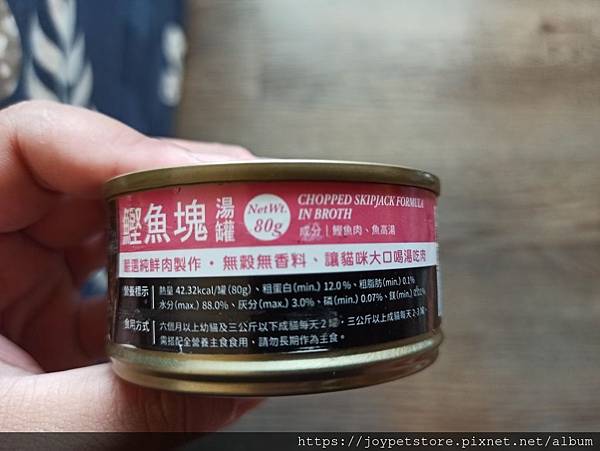 鰹魚塊 湯罐
NetWt. 80g
CHOPPED SKIPJACK FORMULA
IN BROTH
成分｜鰹魚肉、魚高湯
嚴選純鮮肉製作・無穀無香料、讓貓咪大口喝湯吃肉
營養標示 熱量 42.32kcal/罐(80g)、粗蛋白(min.) 12.0 %、粗脂肪(min.) 0.1%
水分(max.) 88.0%、灰分(max.) 3.0%、磷(min.) 0.07%、鎂(min.)
食用方式 六個月以上幼貓及三公斤以下成貓每天2罐，三公斤以上成貓每天2-3罐，
需搭配全營養主食食用，請勿長期作為主食。
https://joypetstore.pixnet.net/album